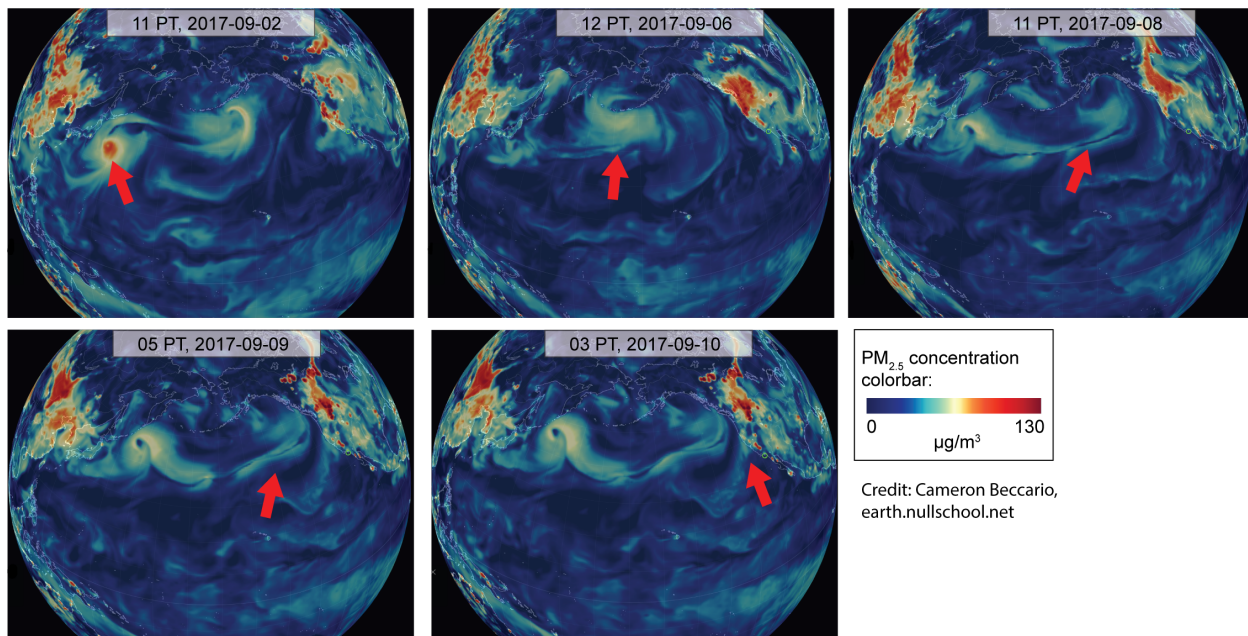 11 PT, 2017-09-02
12 PT, 2017-09-06
11 PT, 2017-09-08
05 PT, 2017-09-09
03 PT, 2017-09-10
PM2.5 concentration
colorbar:
0 130
µg/m³
Credit: Cameron Beccario,
earth.nullschool.net